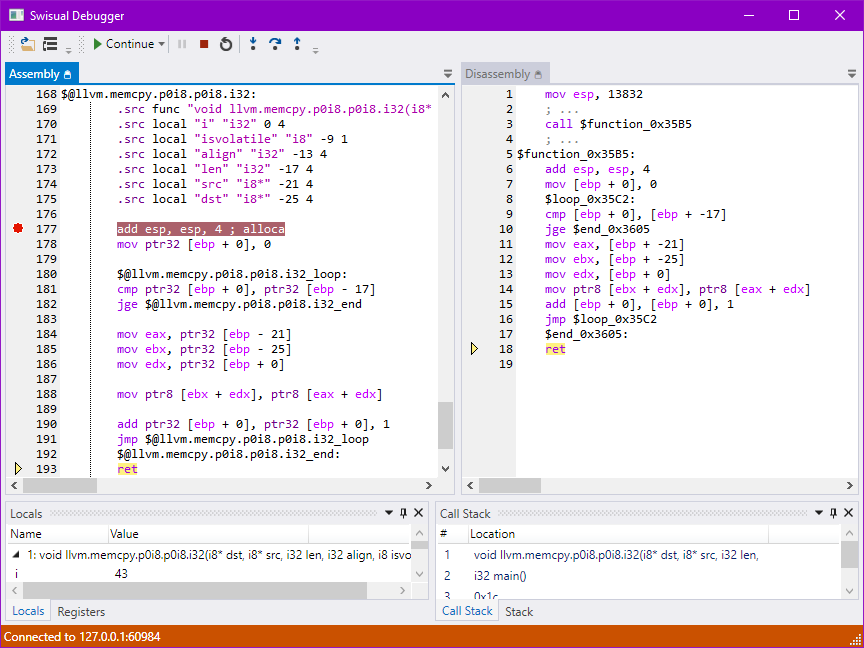 Swisual Debugger
Continue
Assembly
168 $@llvm.memcpy.p0i8.p0i8.i32:
169 .src func "void llvm.memcpy.p0i8.p0i8.i32(i8*
170 .src local "i" "i32" 0 4
171 .src local "isvolatile" "i8" -9 1
172 .src local "align" "i32" -13 4
173 .src local "len" "i32" -17 4
174 .src local "src" "i8*" -21 4
175 .src local "dst" "i8*" -25 4
176
177 add esp, esp, 4 ; alloca
178 mov ptr32 [ebp + 0], 0
179
180 $@llvm.memcpy.p0i8.p0i8.i32_loop:
181 cmp ptr32 [ebp + 0], ptr32 [ebp - 17]
182 jge $@llvm.memcpy.p0i8.p0i8.i32_end
183
184 mov eax, ptr32 [ebp - 21]
185 mov ebx, ptr32 [ebp - 25]
186 mov edx, ptr32 [ebp + 0]
187
188 mov ptr8 [ebx + edx], ptr8 [eax + edx]
189
190 add ptr32 [ebp + 0], ptr32 [ebp + 0], 1
191 jmp $@llvm.memcpy.p0i8.p0i8.i32_loop
192 $@llvm.memcpy.p0i8.p0i8.i32_end:
193 ret
Disassembly
1 mov esp, 13832
2 ; ...
3 call $function_0x35B5
4 ; ...
5 $function_0x35B5:
6 add esp, esp, 4
7 mov [ebp + 0], 0
8 $loop_0x35C2:
9 cmp [ebp + 0], [ebp + -17]
10 jge $end_0x3605
11 mov eax, [ebp + -21]
12 mov ebx, [ebp + -25]
13 mov edx, [ebp + 0]
14 mov ptr8 [ebx + edx], ptr8 [eax + edx]
15 add [ebp + 0], [ebp + 0], 1
16 jmp $loop_0x35C2
17 $end_0x3605:
18 ret
19
Locals
Name Value
1: void llvm.memcpy.p0i8.p0i8.i32(i8* dst, i8* src, i32 len, i32 align, i8 isvo
i 43
Locals Registers
Call Stack
# Location
1 void llvm.memcpy.p0i8.p0i8.i32(i8* dst, i8* src, i32 len,
2 i32 main()
3 0x1c
Call Stack Stack
Connected to 127.0.0.1:60984